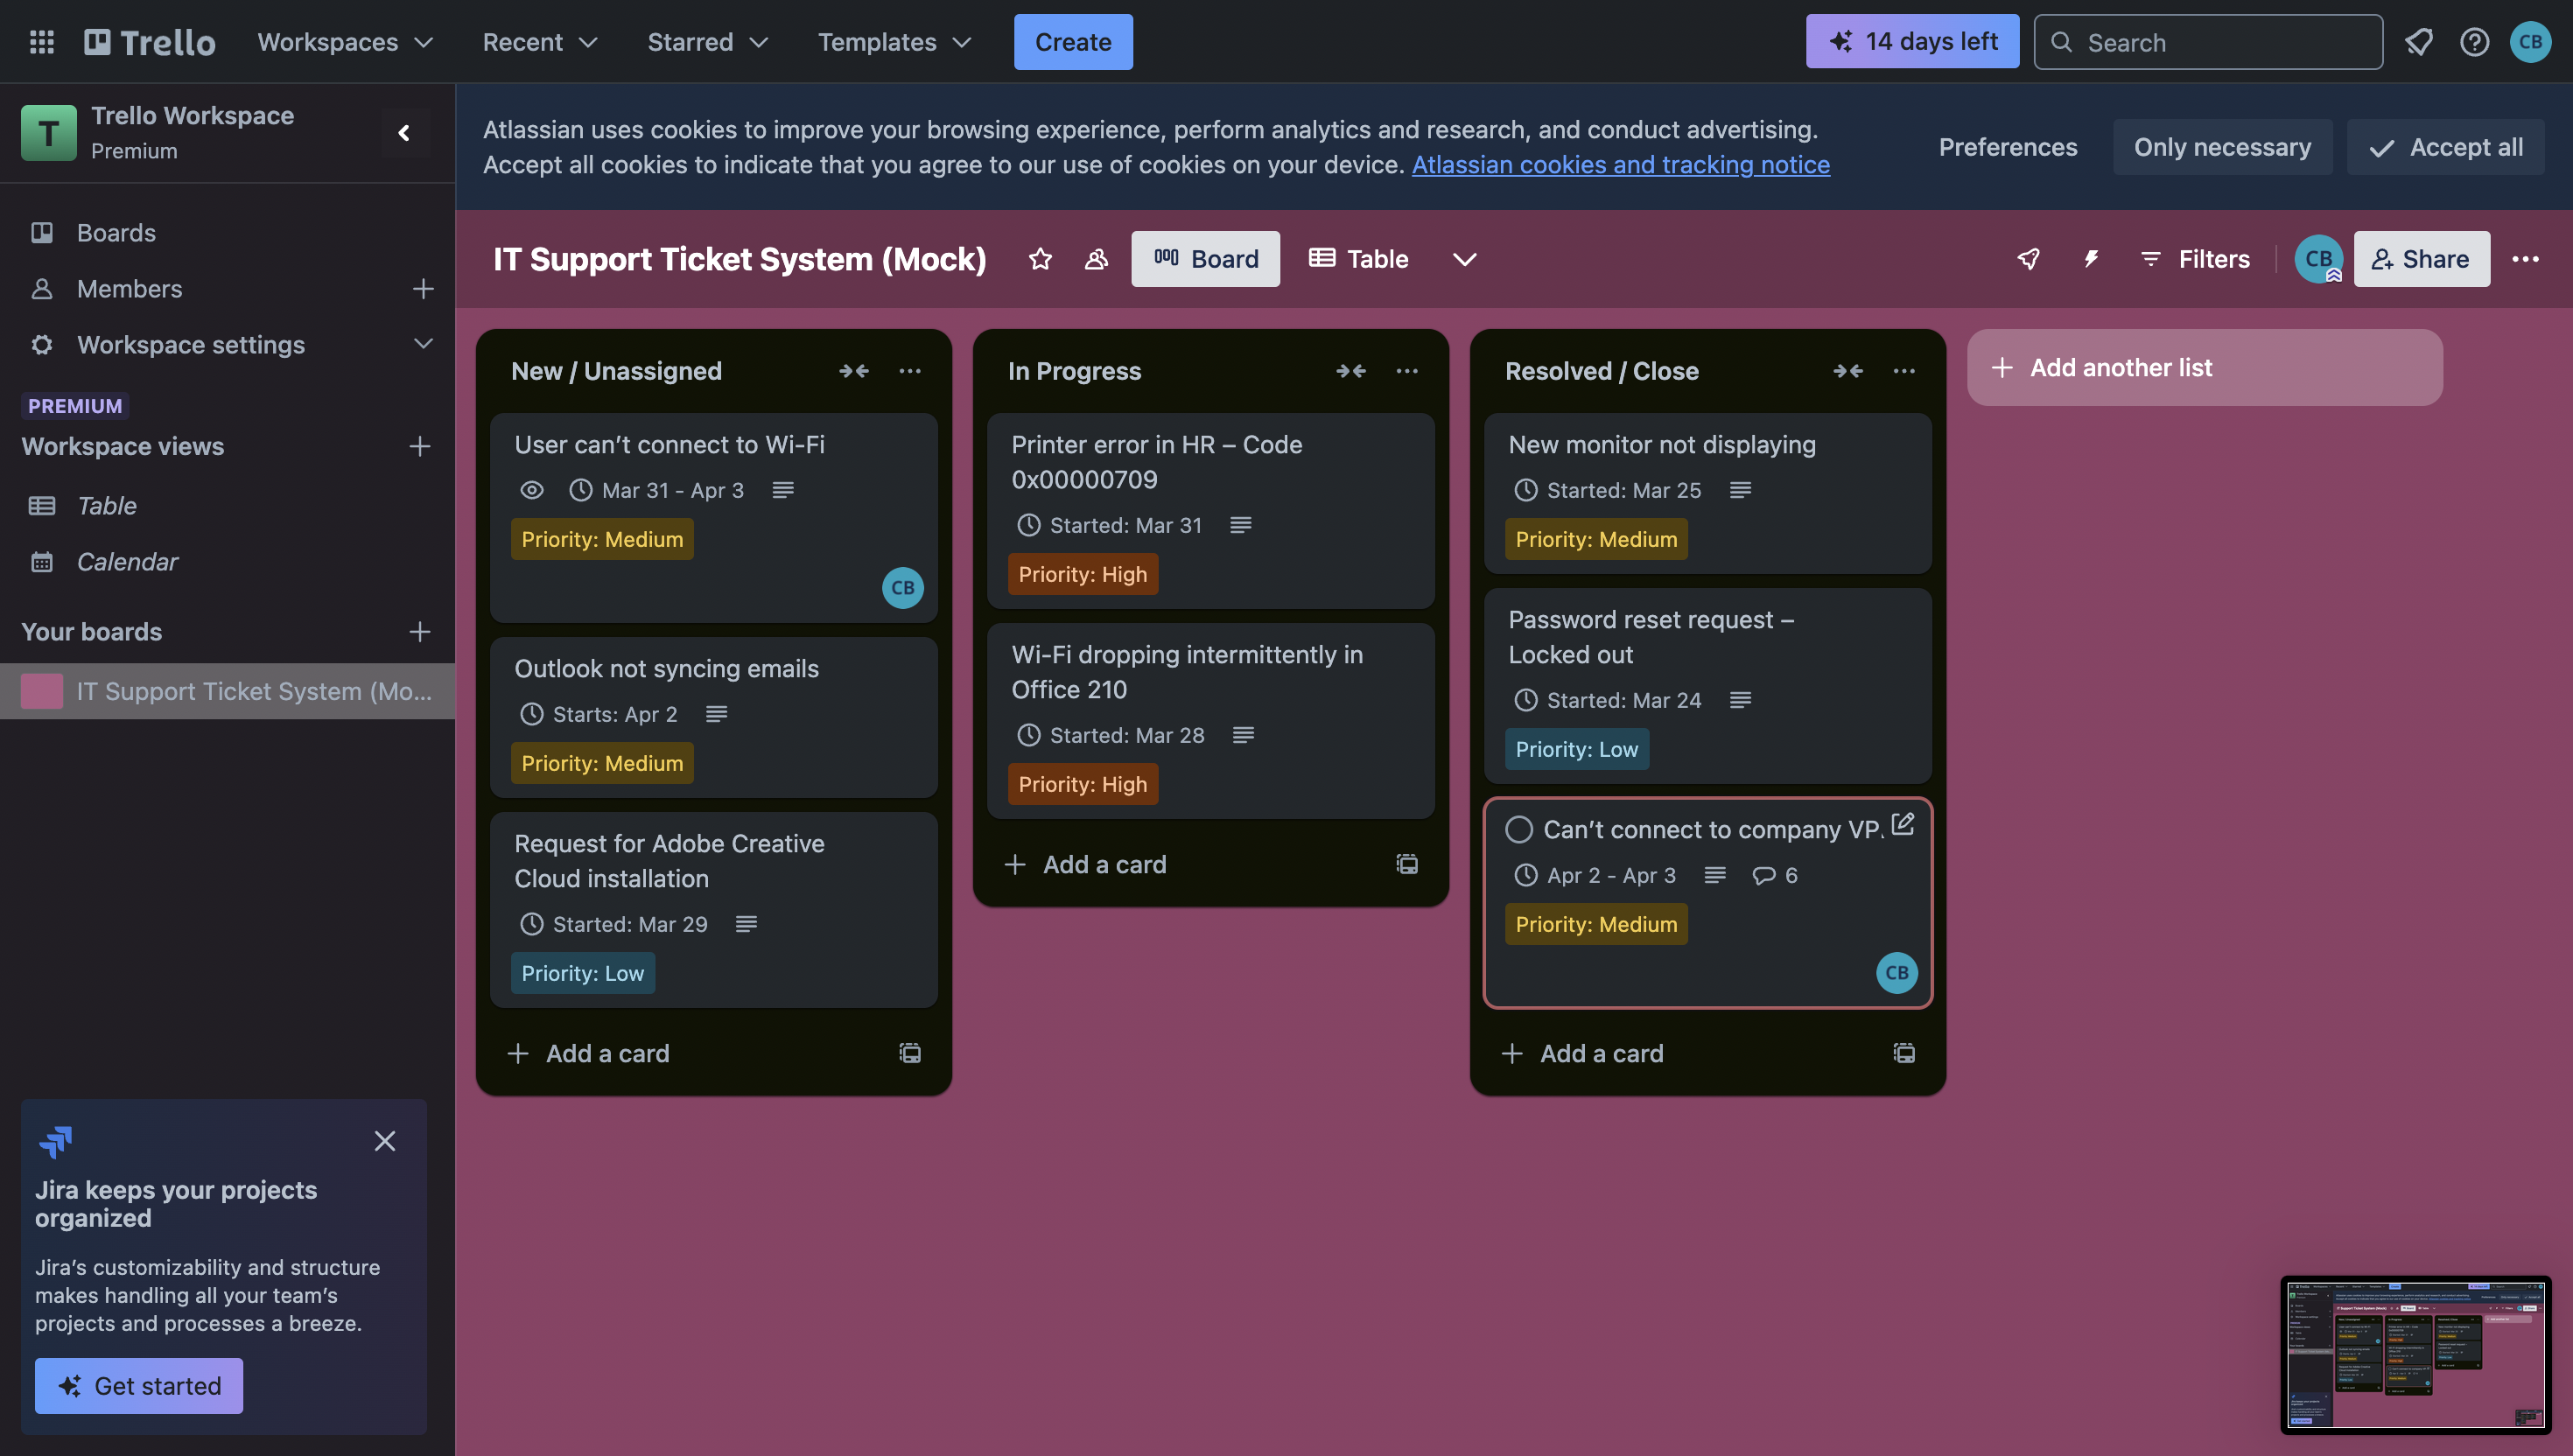 Trello
Workspaces
Recent
Starred
Templates
Create
14 days left
Search
CB
T
Trello Workspace
Premium
Boards
Members
Workspace settings
PREMIUM
Workspace views
Table
Calendar
Your boards
IT Support Ticket System (Mo...
Jira keeps your projects
organized
Jira’s customizability and structure
makes handling all your team’s
projects and processes a breeze.
Get started
Atlassian uses cookies to improve your browsing experience, perform analytics and research, and conduct advertising.
Accept all cookies to indicate that you agree to our use of cookies on your device. Atlassian cookies and tracking notice
Preferences
Only necessary
Accept all
IT Support Ticket System (Mock)
Board
Table
Filters
CB
Share
New / Unassigned
User can’t connect to Wi-Fi
Mar 31 - Apr 3
Priority: Medium
CB
Outlook not syncing emails
Starts: Apr 2
Priority: Medium
Request for Adobe Creative
Cloud installation
Started: Mar 29
Priority: Low
Add a card
In Progress
Printer error in HR – Code
0x00000709
Started: Mar 31
Priority: High
Wi-Fi dropping intermittently in
Office 210
Started: Mar 28
Priority: High
Add a card
Resolved / Close
New monitor not displaying
Started: Mar 25
Priority: Medium
Password reset request –
Locked out
Started: Mar 24
Priority: Low
Can’t connect to company VP.
Apr 2 - Apr 3
6
Priority: Medium
CB
Add a card
Add another list